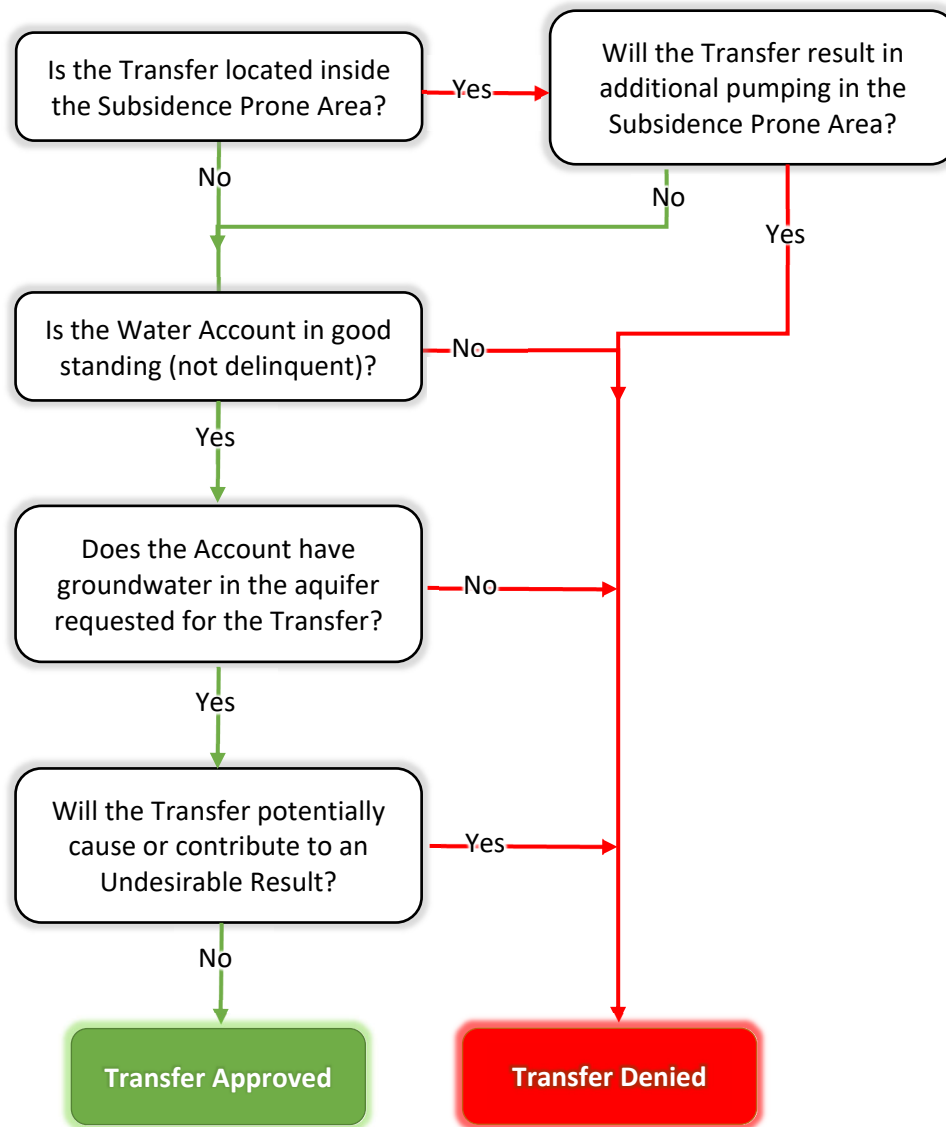 Is the Transfer located inside
the Subsidence Prone Area?
Yes
Will the Transfer result in
additional pumping in the
Subsidence Prone Area?
No
No
Yes
Is the Water Account in good
standing (not delinquent)?
No
Yes
Does the Account have
groundwater in the aquifer
requested for the Transfer?
No
Yes
Will the Transfer potentially
cause or contribute to an
Undesirable Result?
Yes
No
Transfer Approved
Transfer Denied